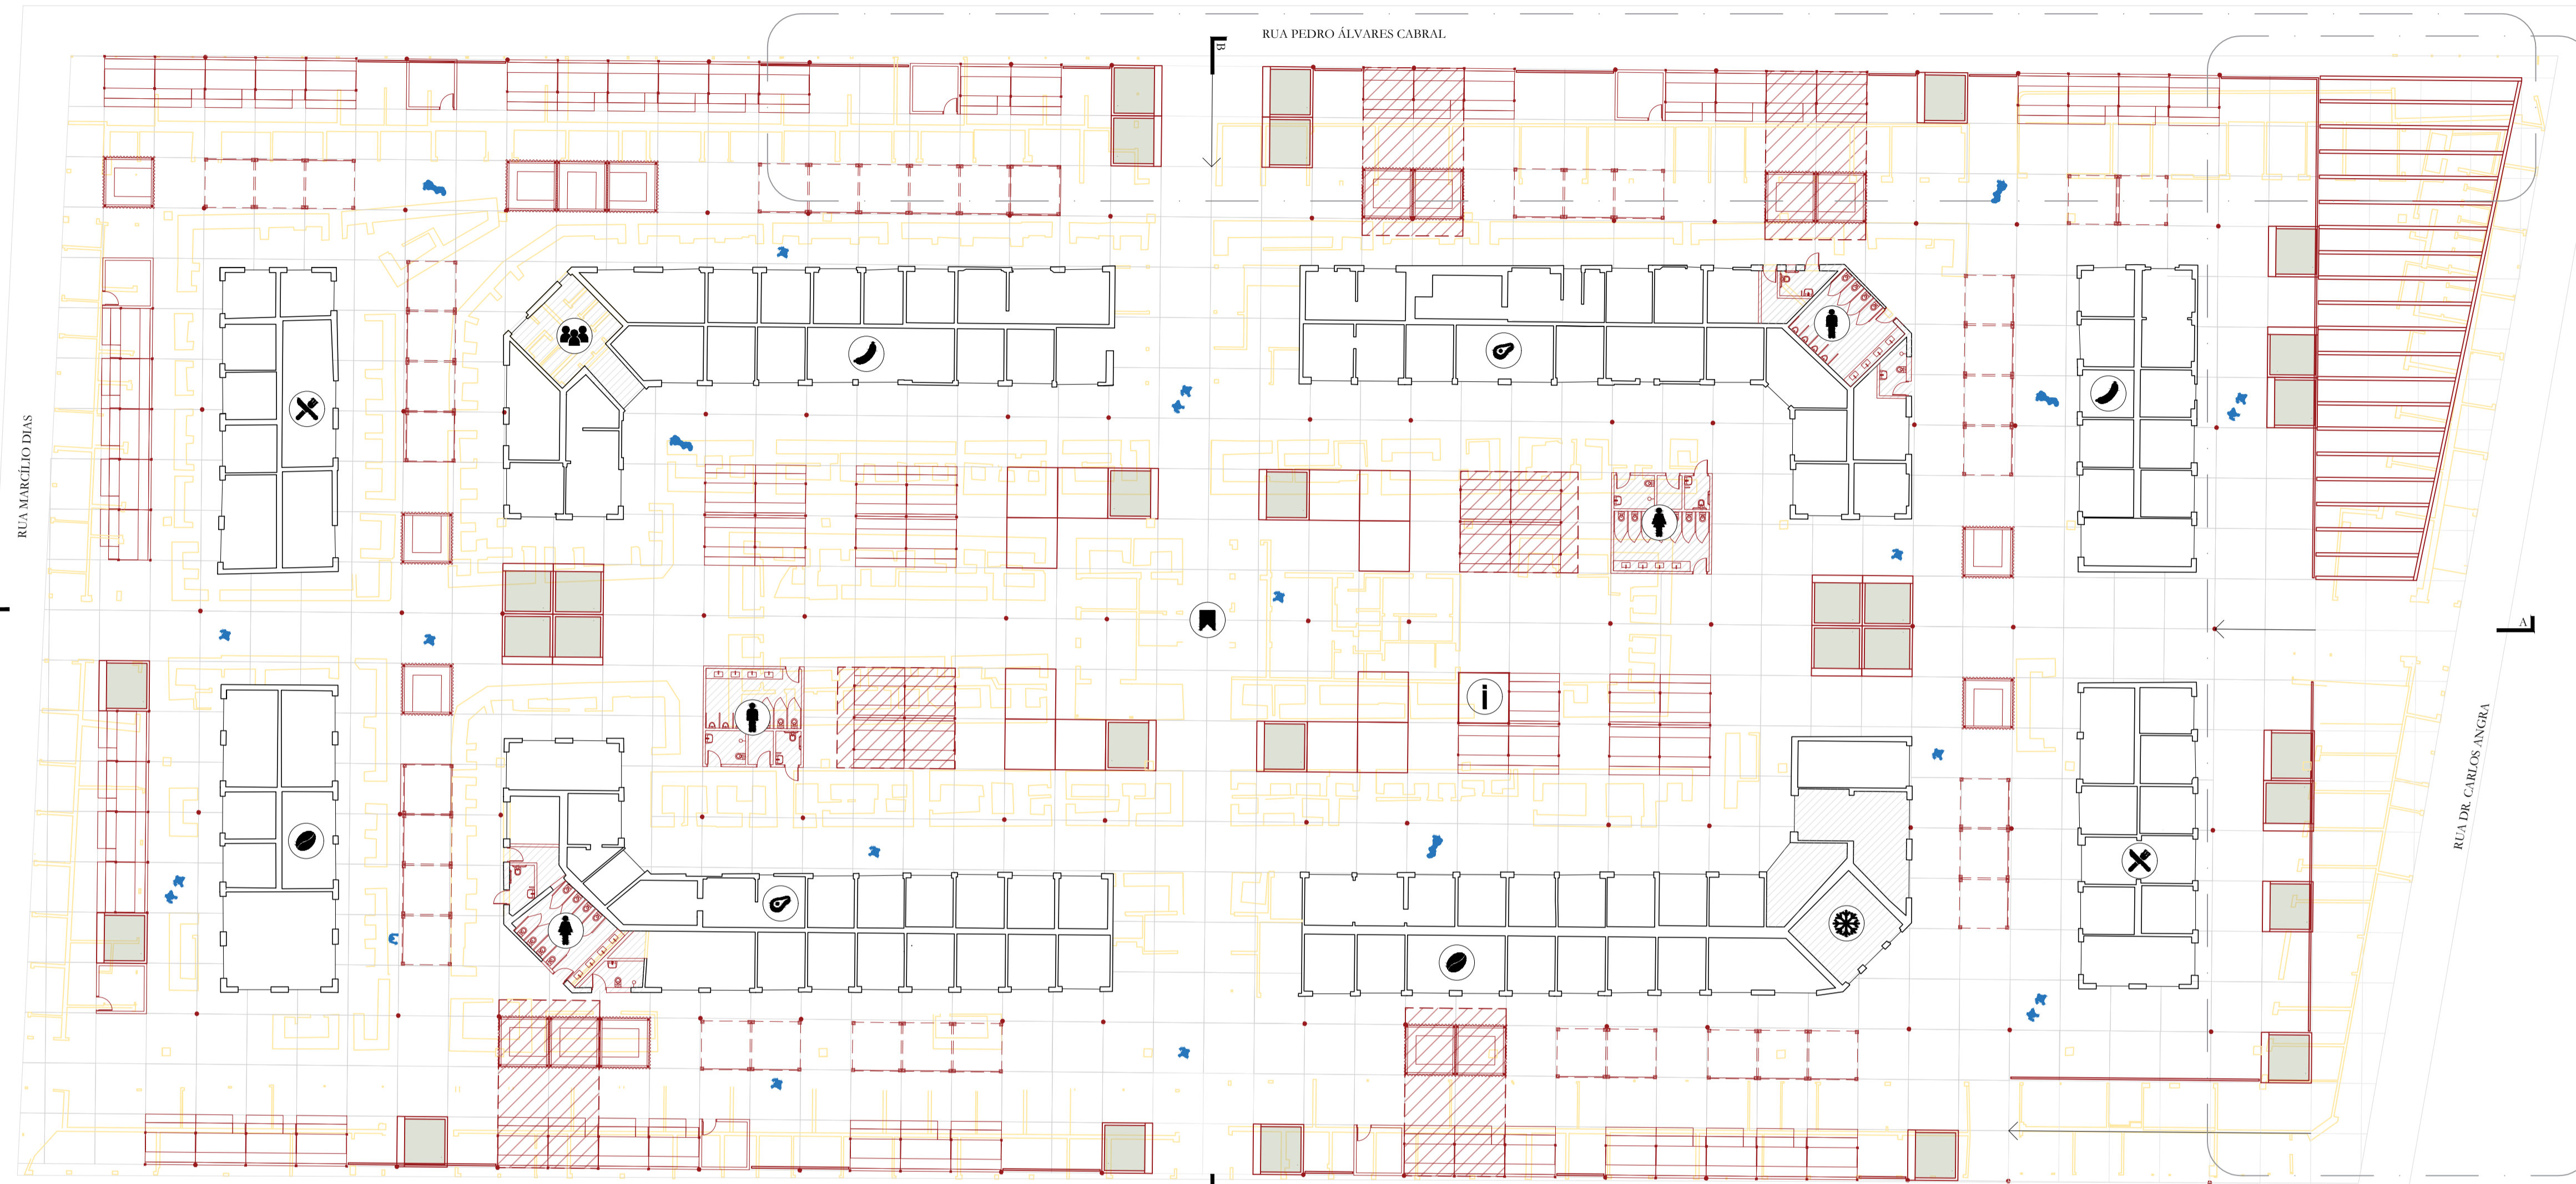 RUA PEDRO ÁLVARES CABRAL
B
RUA MARCÍLIO DIAS
i
A
RUA DR. CARLOS ANGRA